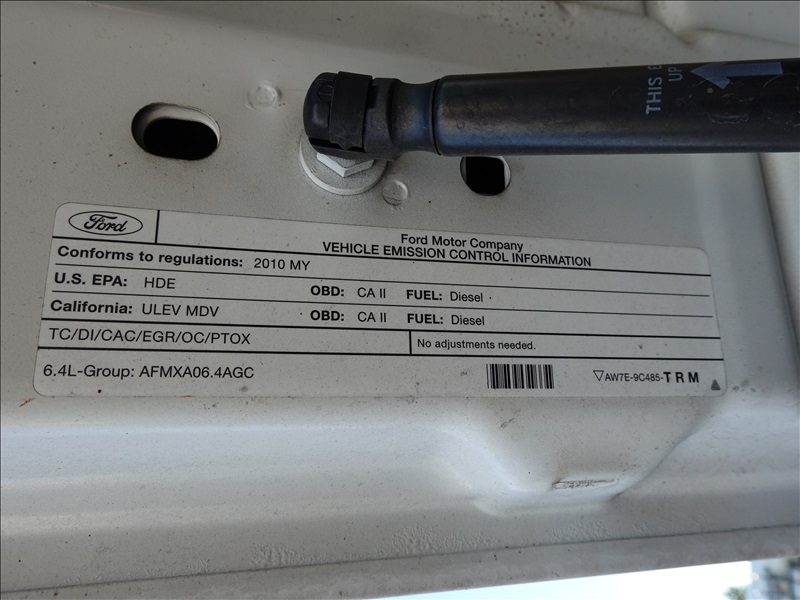 THIS
UP
Ford
Ford Motor Company
VEHICLE EMISSION CONTROL INFORMATION
Conforms to regulations: 2010 MY
U.S. EPA: HDE OBD: CA II FUEL: Diesel
California: ULEV MDV OBD: CA II FUEL: Diesel
TC/DI/CAC/EGR/OC/PTOX No adjustments needed.
6.4L-Group: AFMXA06.4AGC ▽AW7E-9C485-TRM